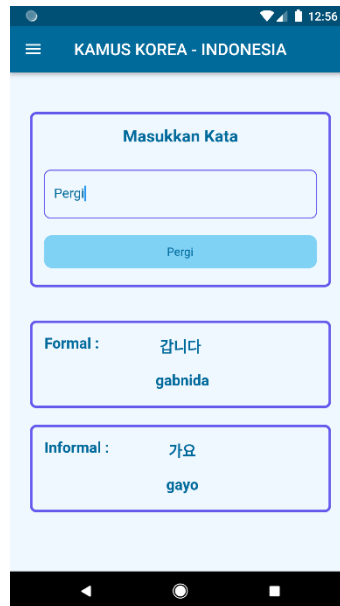 12:56
KAMUS KOREA - INDONESIA
Masukkan Kata
Pergi
Pergi
Formal : 갑니다
gabnida
Informal : 가요
gayo